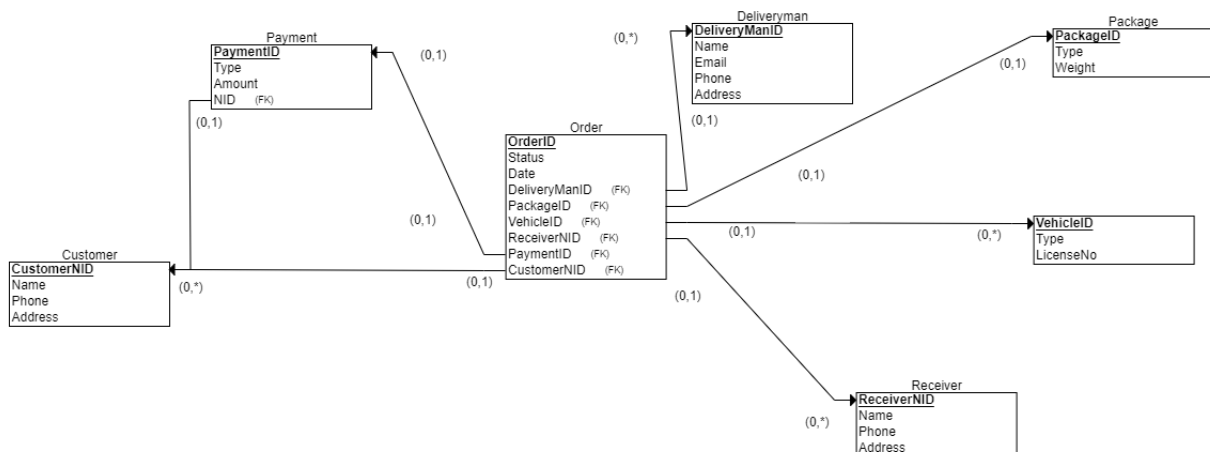 Payment
PaymentID
Type
Amount
NID (FK)
(0,1)
(0,1)
(0,1)
Customer
CustomerNID
Name
Phone
Address
(0,*)
(0,1)
Order
OrderID
Status
Date
DeliveryManID (FK)
PackageID (FK)
VehicleID (FK)
ReceiverNID (FK)
PaymentID (FK)
CustomerNID (FK)
Deliveryman
DeliveryManID
Name
Email
Phone
Address
(0,*)
(0,1)
Package
PackageID
Type
Weight
(0,1)
(0,1)
VehicleID
Type
LicenseNo
(0,1)
(0,*)
Receiver
ReceiverNID
Name
Phone
Address
(0,1)
(0,*)